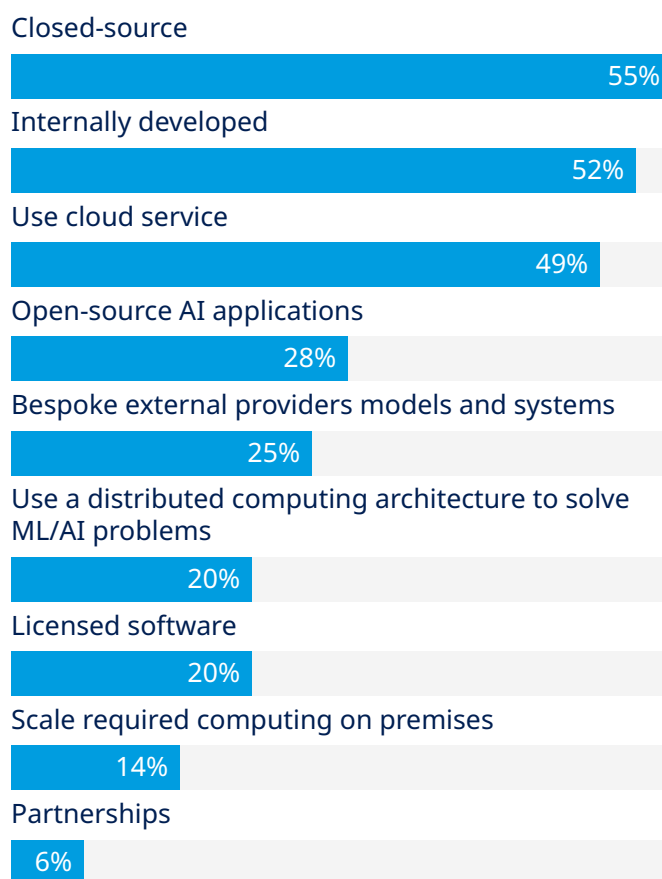 Closed-source
55%
Internally developed
52%
Use cloud service
49%
Open-source AI applications
28%
Bespoke external providers models and systems
25%
Use a distributed computing architecture to solve
ML/AI problems
20%
Licensed software
20%
Scale required computing on premises
14%
Partnerships
6%